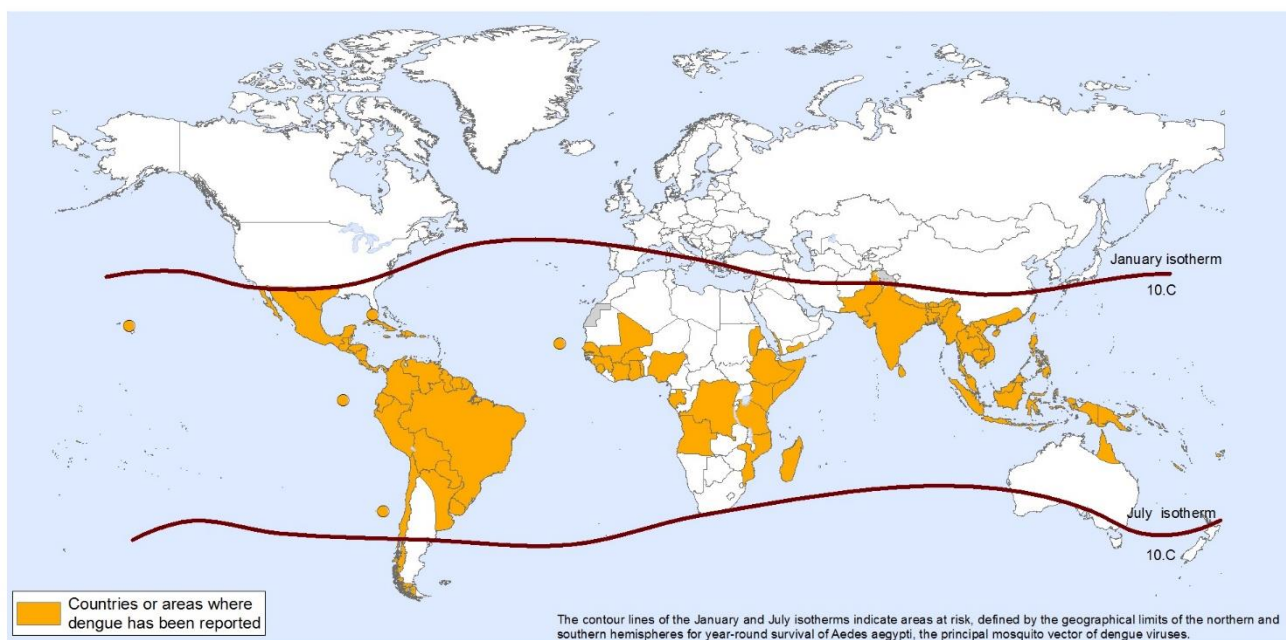 January isotherm
10.C
July isotherm
10.C
Countries or areas where
dengue has been reported
The contour lines of the January and July isotherms indicate areas at risk, defined by the geographical limits of the northern and
southern hemispheres for year-round survival of Aedes aegypti, the principal mosquito vector of dengue viruses.